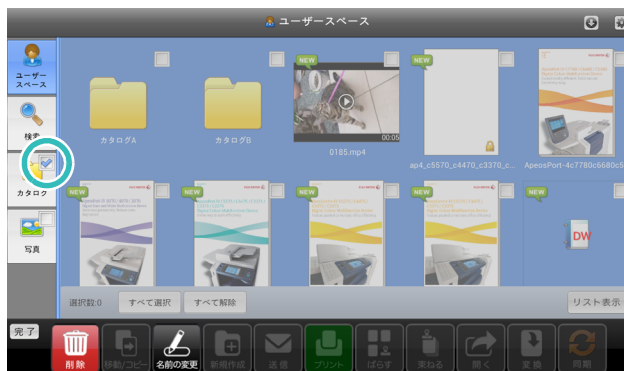 ユーザースペース
ユーザー
スペース
検索
カタログ
写真
カタログA
カタログB
NEW
00:05
0185.mp4
NEW
ap4_c5570_c4470_c3370_c...
ApeosPort-4c7780c6680c5
NEW
NEW
NEW
NEW
NEW
DW
選択数:0
すべて選択
すべて解除
リスト表示
完了
削除
移動/コピー
名前の変更
新規作成
送信
プリント
ばらす
束ねる
開く
変換
同期